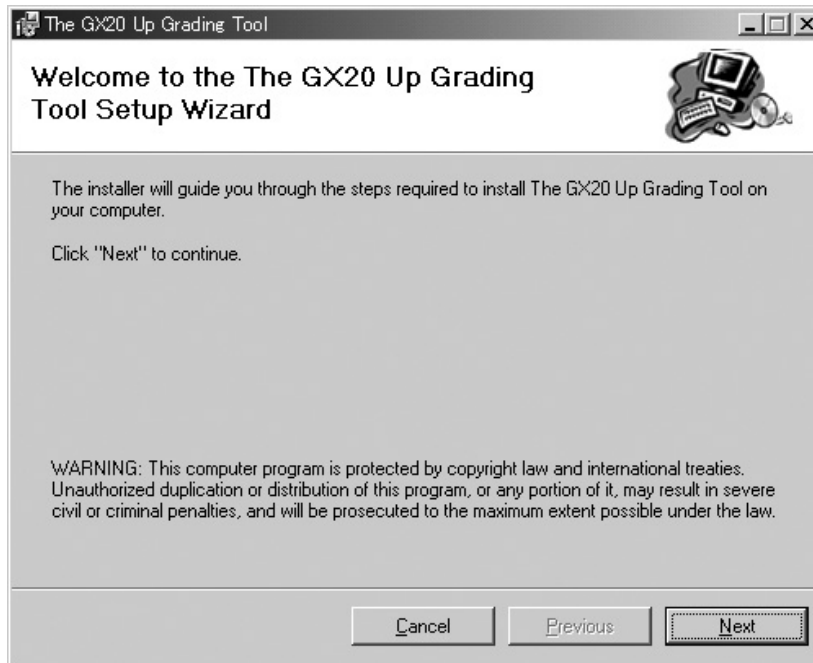 The GX20 Up Grading Tool
Welcome to the The GX20 Up Grading
Tool Setup Wizard
The installer will guide you through the steps required to install The GX20 Up Grading Tool on
your computer.
Click "Next" to continue.
WARNING: This computer program is protected by copyright law and international treaties.
Unauthorized duplication or distribution of this program, or any portion of it, may result in severe
civil or criminal penalties, and will be prosecuted to the maximum extent possible under the law.
Cancel
Previous
Next